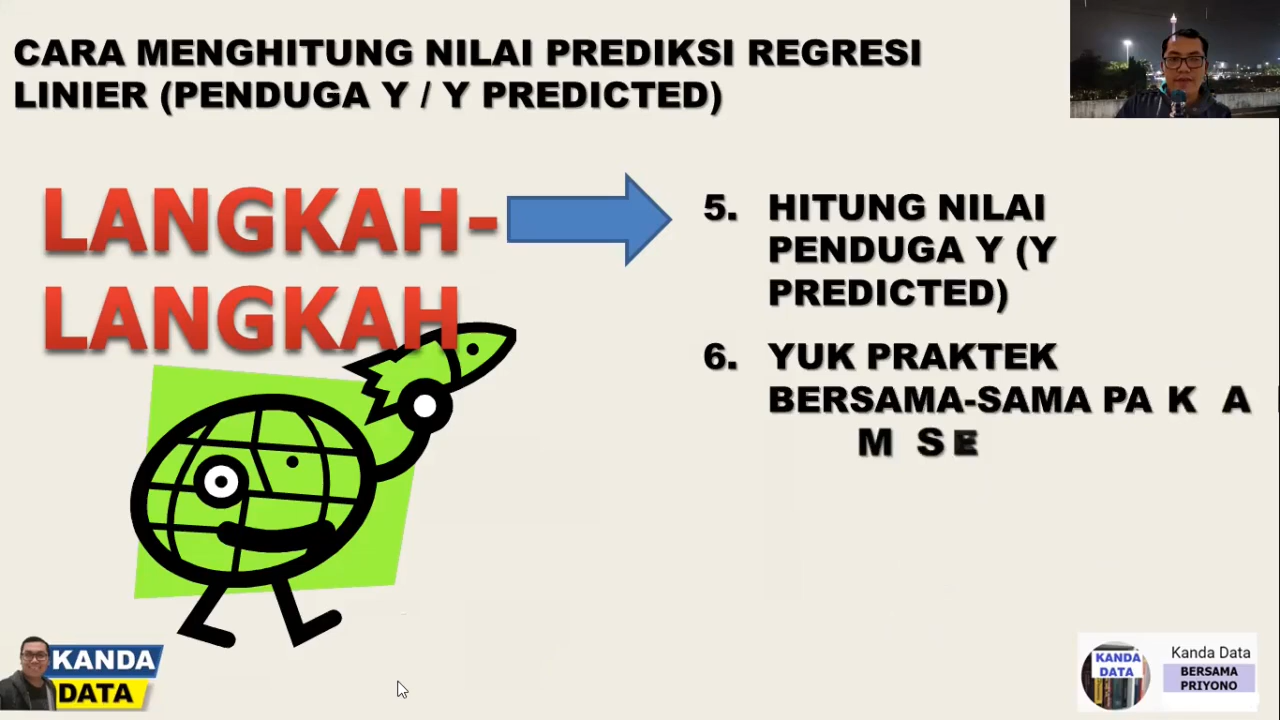 CARA MENGHITUNG NILAI PREDIKSI REGRESI
LINIER (PENDUGA Y / Y PREDICTED)
LANGKAH-
LANGKAH
5. HITUNG NILAI
PENDUGA Y (Y
PREDICTED)
6. YUK PRAKTEK
BERSAMA-SAMA PA K A
M S E
KANDA
DATA
KANDA
DATA
Kanda Data
BERSAMA
PRIYONO